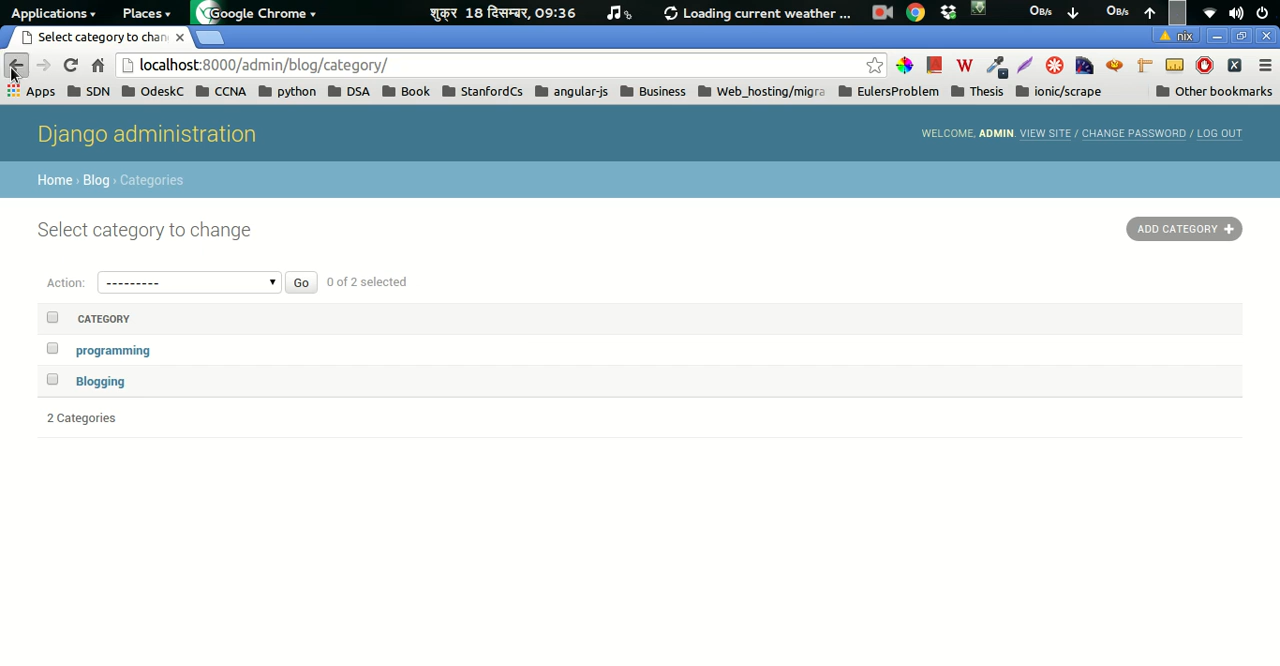 Applications Places Google Chrome शुक्र 18 दिसम्बर, 09:36 Loading current weather ... 0B/s 0B/s
Select category to chan nix
localhost:8000/admin/blog/category/
Apps SDN OdeskC CCNA python DSA Book StanfordCs angular-js Business Web_hosting/migra EulersProblem Thesis ionic/scrape Other bookmarks
Django administration WELCOME, ADMIN. VIEW SITE / CHANGE PASSWORD / LOG OUT
Home › Blog › Categories
Select category to change ADD CATEGORY +
Action: --------- Go 0 of 2 selected
CATEGORY
programming
Blogging
2 Categories